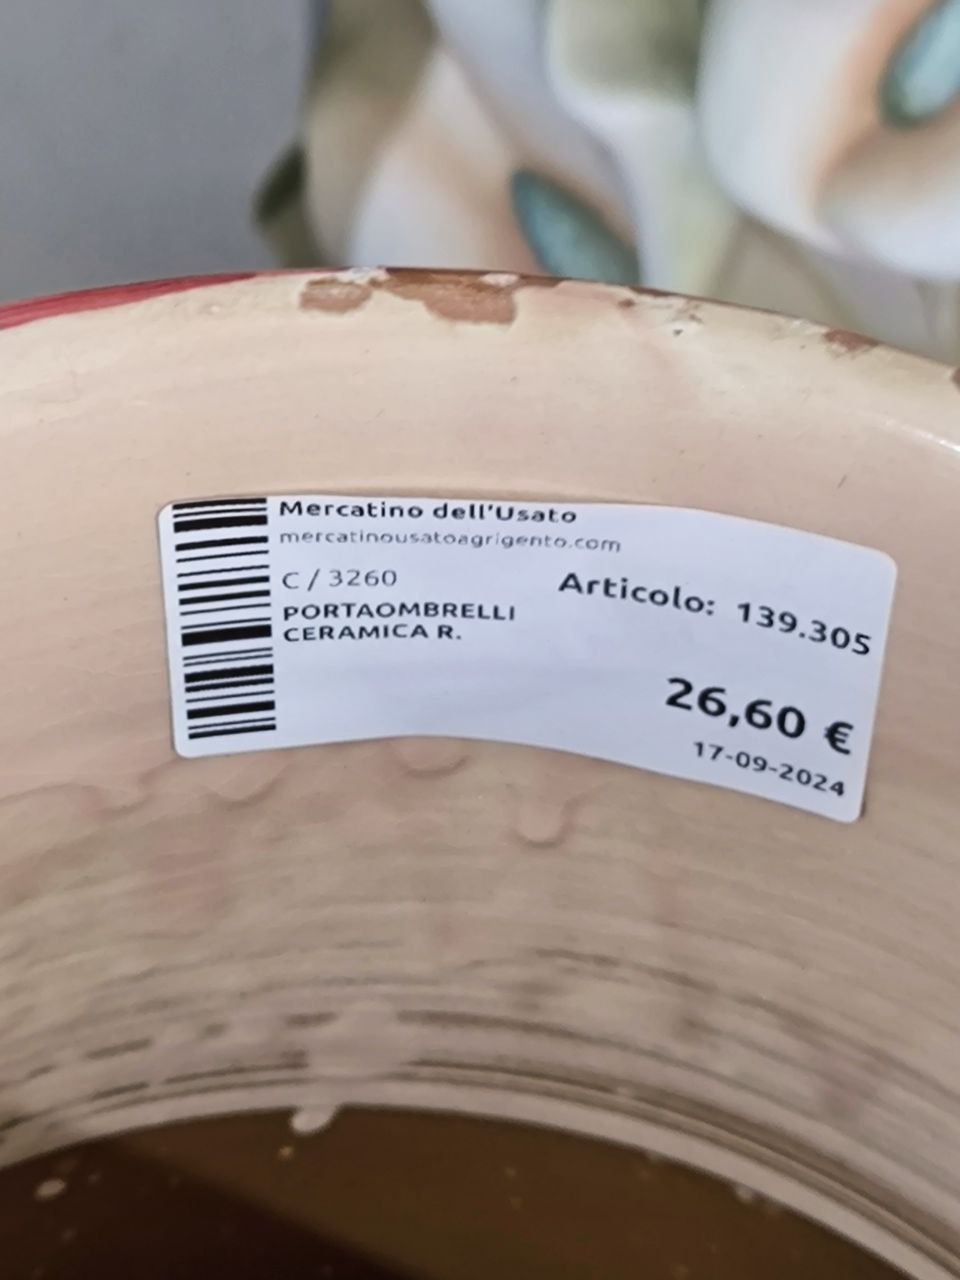 Mercatino dell'Usato
mercatinousatoagrigento.com
C / 3260
Articolo: 139.305
PORTAOMBRELLI
CERAMICA R.
26,60 €
17-09-2024